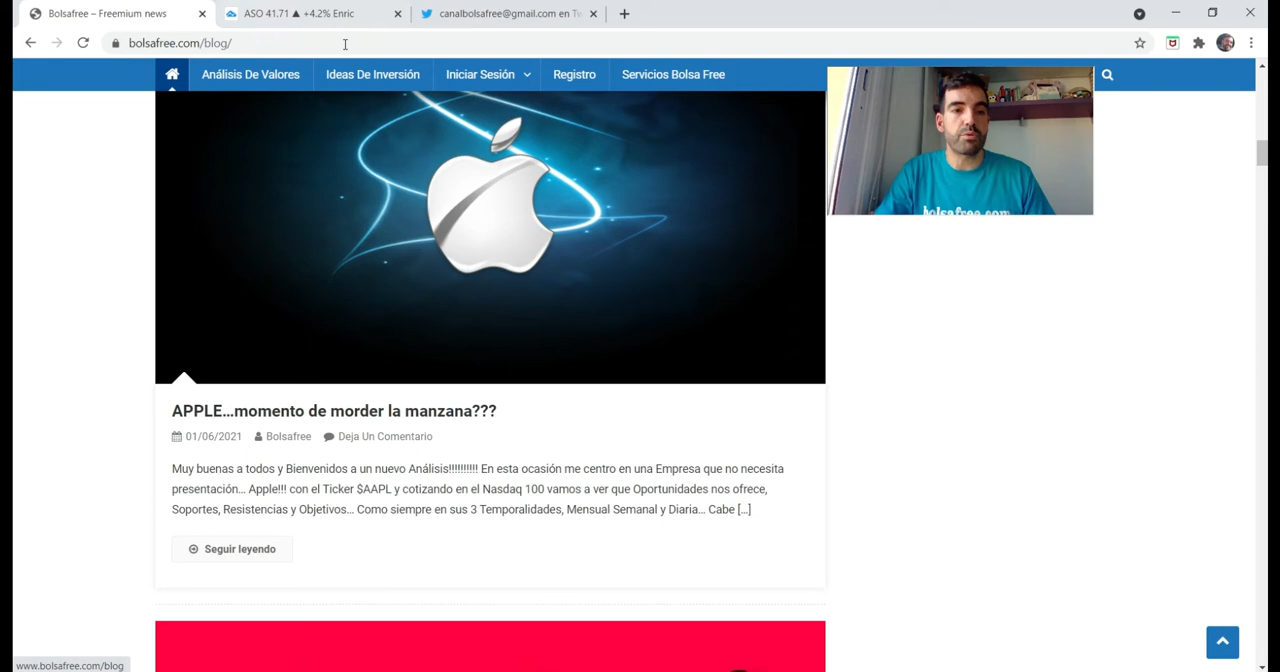 Bolsafree – Freemium news
ASO 41.71 ▲ +4.2% Enric
canalbolsafree@gmail.com en Tw
bolsafree.com/blog/
Análisis De Valores
Ideas De Inversión
Iniciar Sesión
Registro
Servicios Bolsa Free
bolsafree.com
APPLE…momento de morder la manzana???
01/06/2021 Bolsafree Deja Un Comentario
Muy buenas a todos y Bienvenidos a un nuevo Análisis!!!!!!!!!! En esta ocasión me centro en una Empresa que no necesita
presentación… Apple!!! con el Ticker $AAPL y cotizando en el Nasdaq 100 vamos a ver que Oportunidades nos ofrece,
Soportes, Resistencias y Objetivos… Como siempre en sus 3 Temporalidades, Mensual Semanal y Diaria… Cabe […]
Seguir leyendo
www.bolsafree.com/blog